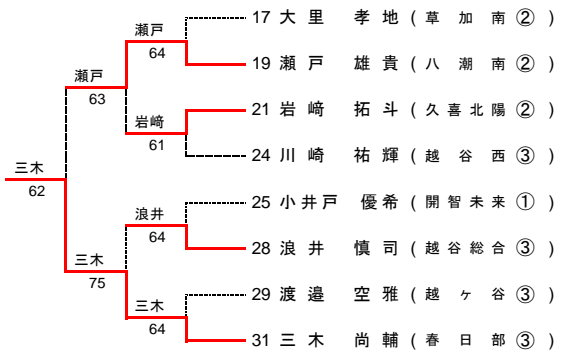 17 大里 孝地 (草加南②)
瀬戸
64
19 瀬戸 雄貴 (八潮南②)
瀬戸
63
21 岩﨑 拓斗 (久喜北陽②)
岩﨑
61
24 川崎 祐輝 (越谷西③)
三木
62
25 小井戸 優希 (開智未来①)
浪井
64
28 浪井 慎司 (越谷総合③)
三木
75
29 渡邉 空雅 (越ヶ谷③)
三木
64
31 三木 尚輔 (春日部③)